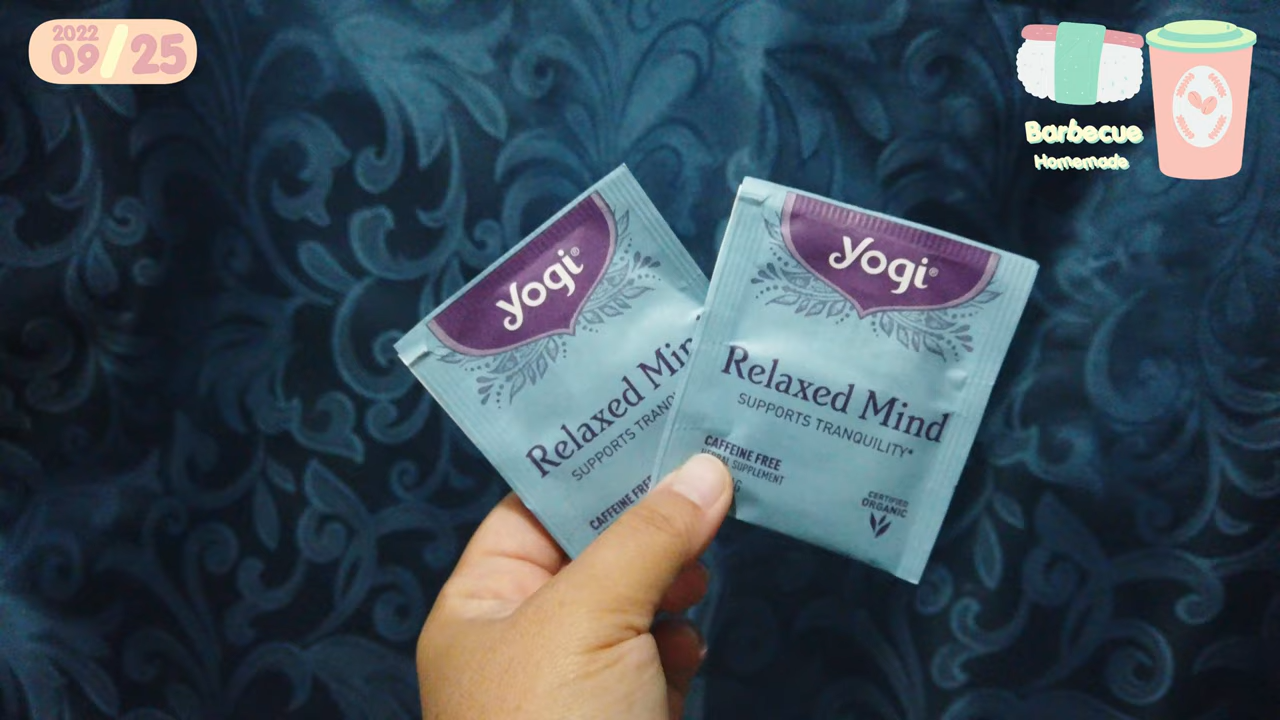 2022
09/25
Barbecue
Homemade
yogi®
Relaxed Min
SUPPORTS TRANQU
CAFFEINE FREE
yogi®
Relaxed Mind
SUPPORTS TRANQUILITY*
CAFFEINE FREE
HERBAL SUPPLEMENT
CERTIFIED
ORGANIC